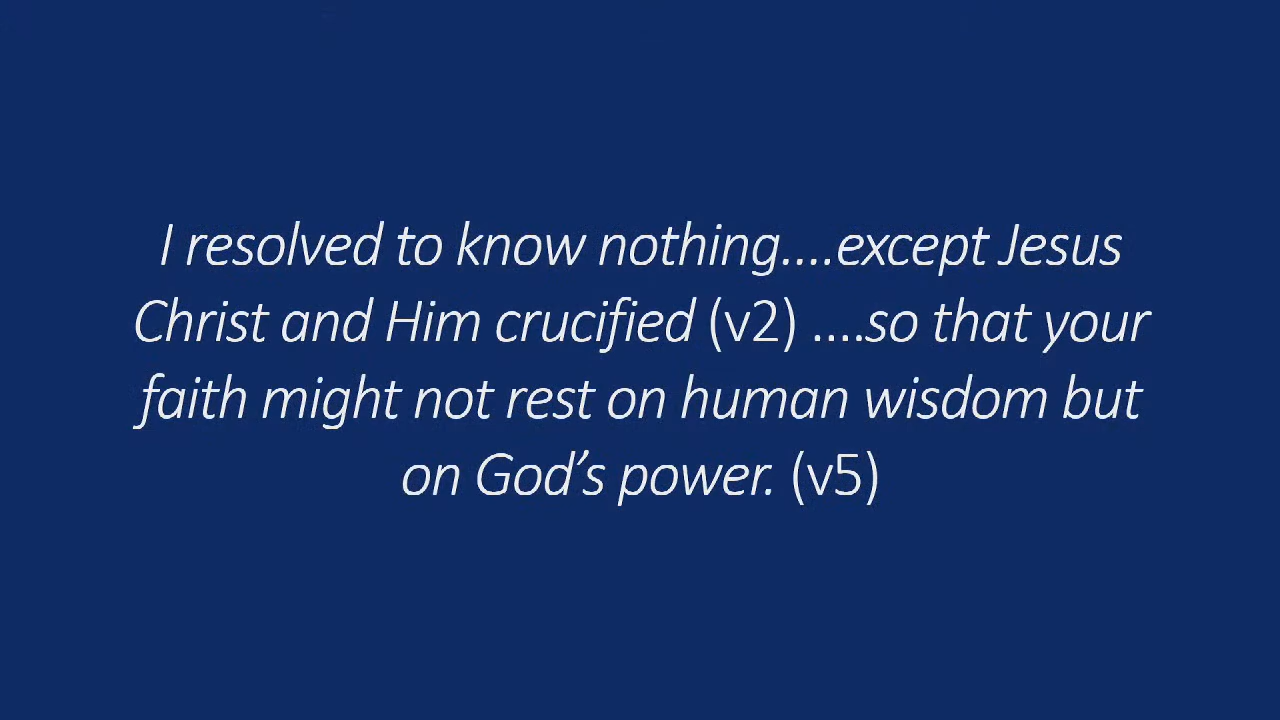 I resolved to know nothing....except Jesus
Christ and Him crucified (v2) ....so that your
faith might not rest on human wisdom but
on God’s power. (v5)